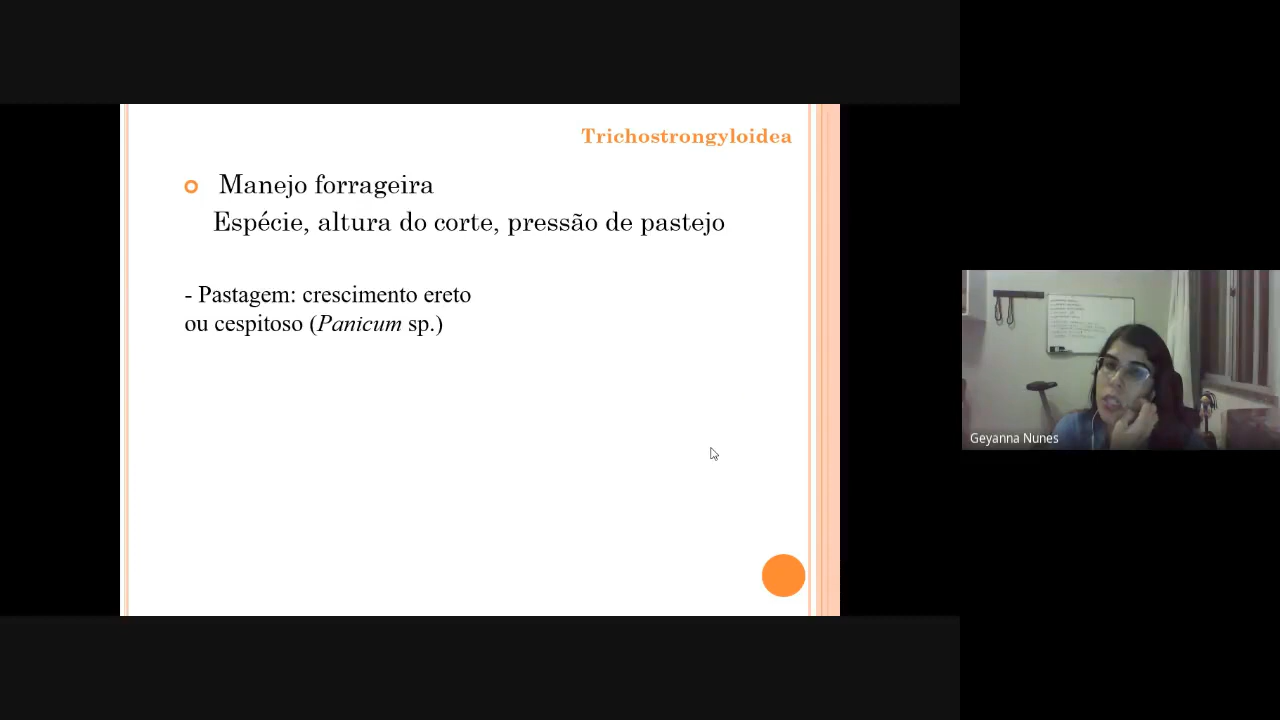 Trichostrongyloidea
Manejo forrageira
Espécie, altura do corte, pressão de pastejo
- Pastagem: crescimento ereto
ou cespitoso (Panicum sp.)
Geyanna Nunes